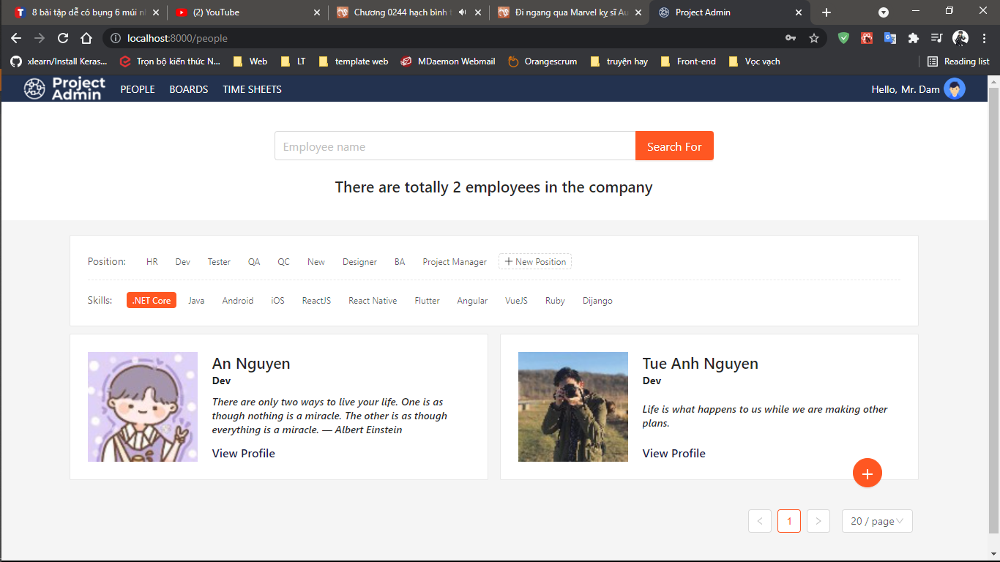 8 bài tập dễ có bụng 6 múi n
(2) YouTube
Chương 0244 hạch bình t
Đi ngang qua Marvel kỵ sĩ Au
Project Admin
localhost:8000/people
xlearn/Install Keras...
Trọn bộ kiến thức N...
Web
LT
template web
MDaemon Webmail
Orangescrum
truyện hay
Front-end
Vọc vạch
Reading list
Project
Admin
PEOPLE
BOARDS
TIME SHEETS
Hello, Mr. Dam
Employee name
Search For
There are totally 2 employees in the company
Position: HR Dev Tester QA QC New Designer BA Project Manager + New Position
Skills: .NET Core Java Android iOS ReactJS React Native Flutter Angular VueJS Ruby Dijango
An Nguyen
Dev
There are only two ways to live your life. One is as
though nothing is a miracle. The other is as though
everything is a miracle. — Albert Einstein
View Profile
Tue Anh Nguyen
Dev
Life is what happens to us while we are making other
plans.
View Profile
+
< 1 > 20 / page